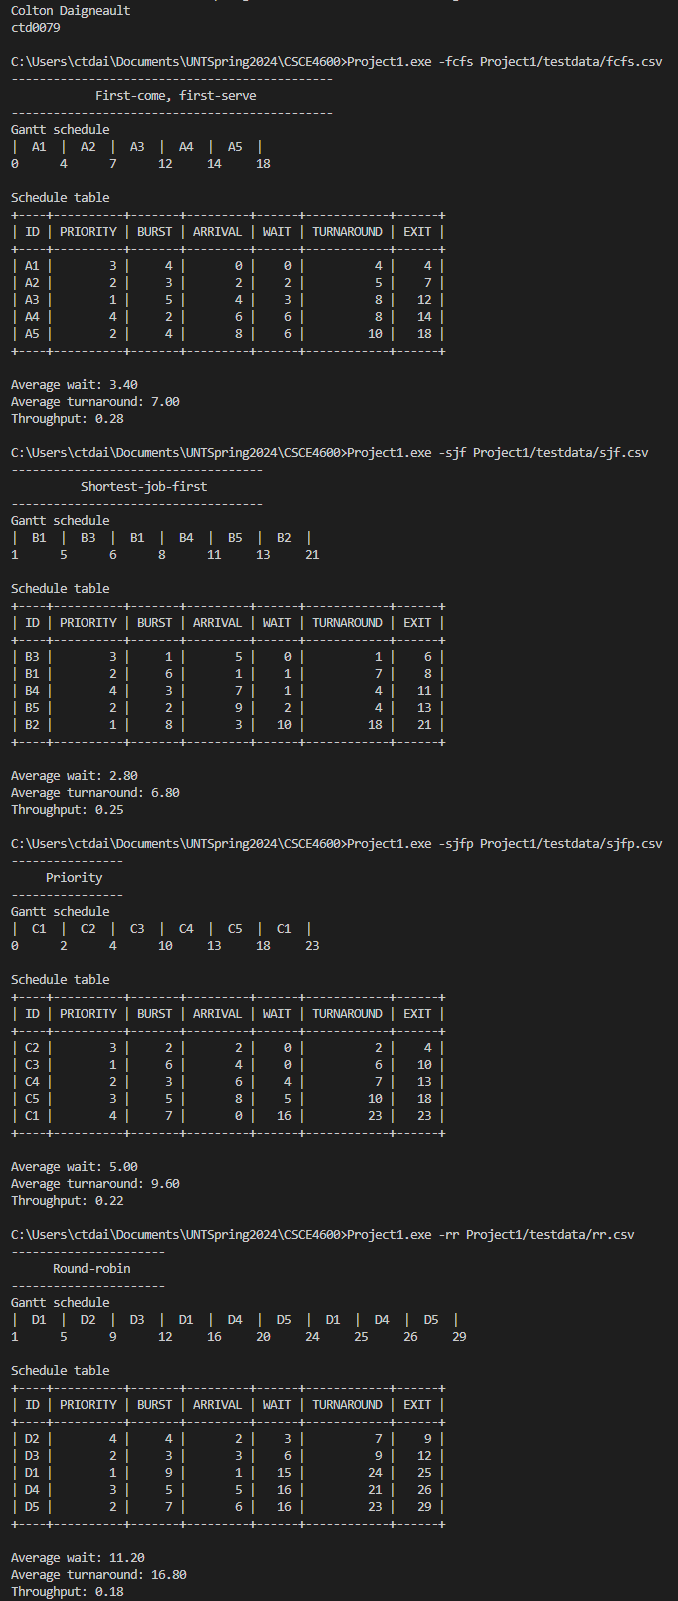 Colton Daigneault
ctd0079
C:\Users\ctdai\Documents\UNTSpring2024\CSCE4600>Project1.exe -fcfs Project1/testdata/fcfs.csv
----------------------------------------------
            First-come, first-serve
----------------------------------------------
Gantt schedule
|  A1  |  A2  |  A3  |  A4  |  A5  |
0      4      7      12     14     18
Schedule table
+----+----------+-------+---------+------+------------+------+
| ID | PRIORITY | BURST | ARRIVAL | WAIT | TURNAROUND | EXIT |
+----+----------+-------+---------+------+------------+------+
| A1 |        3 |     4 |       0 |    0 |          4 |    4 |
| A2 |        2 |     3 |       2 |    2 |          5 |    7 |
| A3 |        1 |     5 |       4 |    3 |          8 |   12 |
| A4 |        4 |     2 |       6 |    6 |          8 |   14 |
| A5 |        2 |     4 |       8 |    6 |         10 |   18 |
+----+----------+-------+---------+------+------------+------+
Average wait: 3.40
Average turnaround: 7.00
Throughput: 0.28
C:\Users\ctdai\Documents\UNTSpring2024\CSCE4600>Project1.exe -sjf Project1/testdata/sjf.csv
------------------------------------
          Shortest-job-first
------------------------------------
Gantt schedule
|  B1  |  B3  |  B1  |  B4  |  B5  |  B2  |
1      5      6      8      11     13     21
Schedule table
+----+----------+-------+---------+------+------------+------+
| ID | PRIORITY | BURST | ARRIVAL | WAIT | TURNAROUND | EXIT |
+----+----------+-------+---------+------+------------+------+
| B3 |        3 |     1 |       5 |    0 |          1 |    6 |
| B1 |        2 |     6 |       1 |    1 |          7 |    8 |
| B4 |        4 |     3 |       7 |    1 |          4 |   11 |
| B5 |        2 |     2 |       9 |    2 |          4 |   13 |
| B2 |        1 |     8 |       3 |   10 |         18 |   21 |
+----+----------+-------+---------+------+------------+------+
Average wait: 2.80
Average turnaround: 6.80
Throughput: 0.25
C:\Users\ctdai\Documents\UNTSpring2024\CSCE4600>Project1.exe -sjfp Project1/testdata/sjfp.csv
----------------
     Priority
----------------
Gantt schedule
|  C1  |  C2  |  C3  |  C4  |  C5  |  C1  |
0      2      4      10     13     18     23
Schedule table
+----+----------+-------+---------+------+------------+------+
| ID | PRIORITY | BURST | ARRIVAL | WAIT | TURNAROUND | EXIT |
+----+----------+-------+---------+------+------------+------+
| C2 |        3 |     2 |       2 |    0 |          2 |    4 |
| C3 |        1 |     6 |       4 |    0 |          6 |   10 |
| C4 |        2 |     3 |       6 |    4 |          7 |   13 |
| C5 |        3 |     5 |       8 |    5 |         10 |   18 |
| C1 |        4 |     7 |       0 |   16 |         23 |   23 |
+----+----------+-------+---------+------+------------+------+
Average wait: 5.00
Average turnaround: 9.60
Throughput: 0.22
C:\Users\ctdai\Documents\UNTSpring2024\CSCE4600>Project1.exe -rr Project1/testdata/rr.csv
----------------------
      Round-robin
----------------------
Gantt schedule
|  D1  |  D2  |  D3  |  D1  |  D4  |  D5  |  D1  |  D4  |  D5  |
1      5      9      12     16     20     24     25     26     29
Schedule table
+----+----------+-------+---------+------+------------+------+
| ID | PRIORITY | BURST | ARRIVAL | WAIT | TURNAROUND | EXIT |
+----+----------+-------+---------+------+------------+------+
| D2 |        4 |     4 |       2 |    3 |          7 |    9 |
| D3 |        2 |     3 |       3 |    6 |          9 |   12 |
| D1 |        1 |     9 |       1 |   15 |         24 |   25 |
| D4 |        3 |     5 |       5 |   16 |         21 |   26 |
| D5 |        2 |     7 |       6 |   16 |         23 |   29 |
+----+----------+-------+---------+------+------------+------+
Average wait: 11.20
Average turnaround: 16.80
Throughput: 0.18